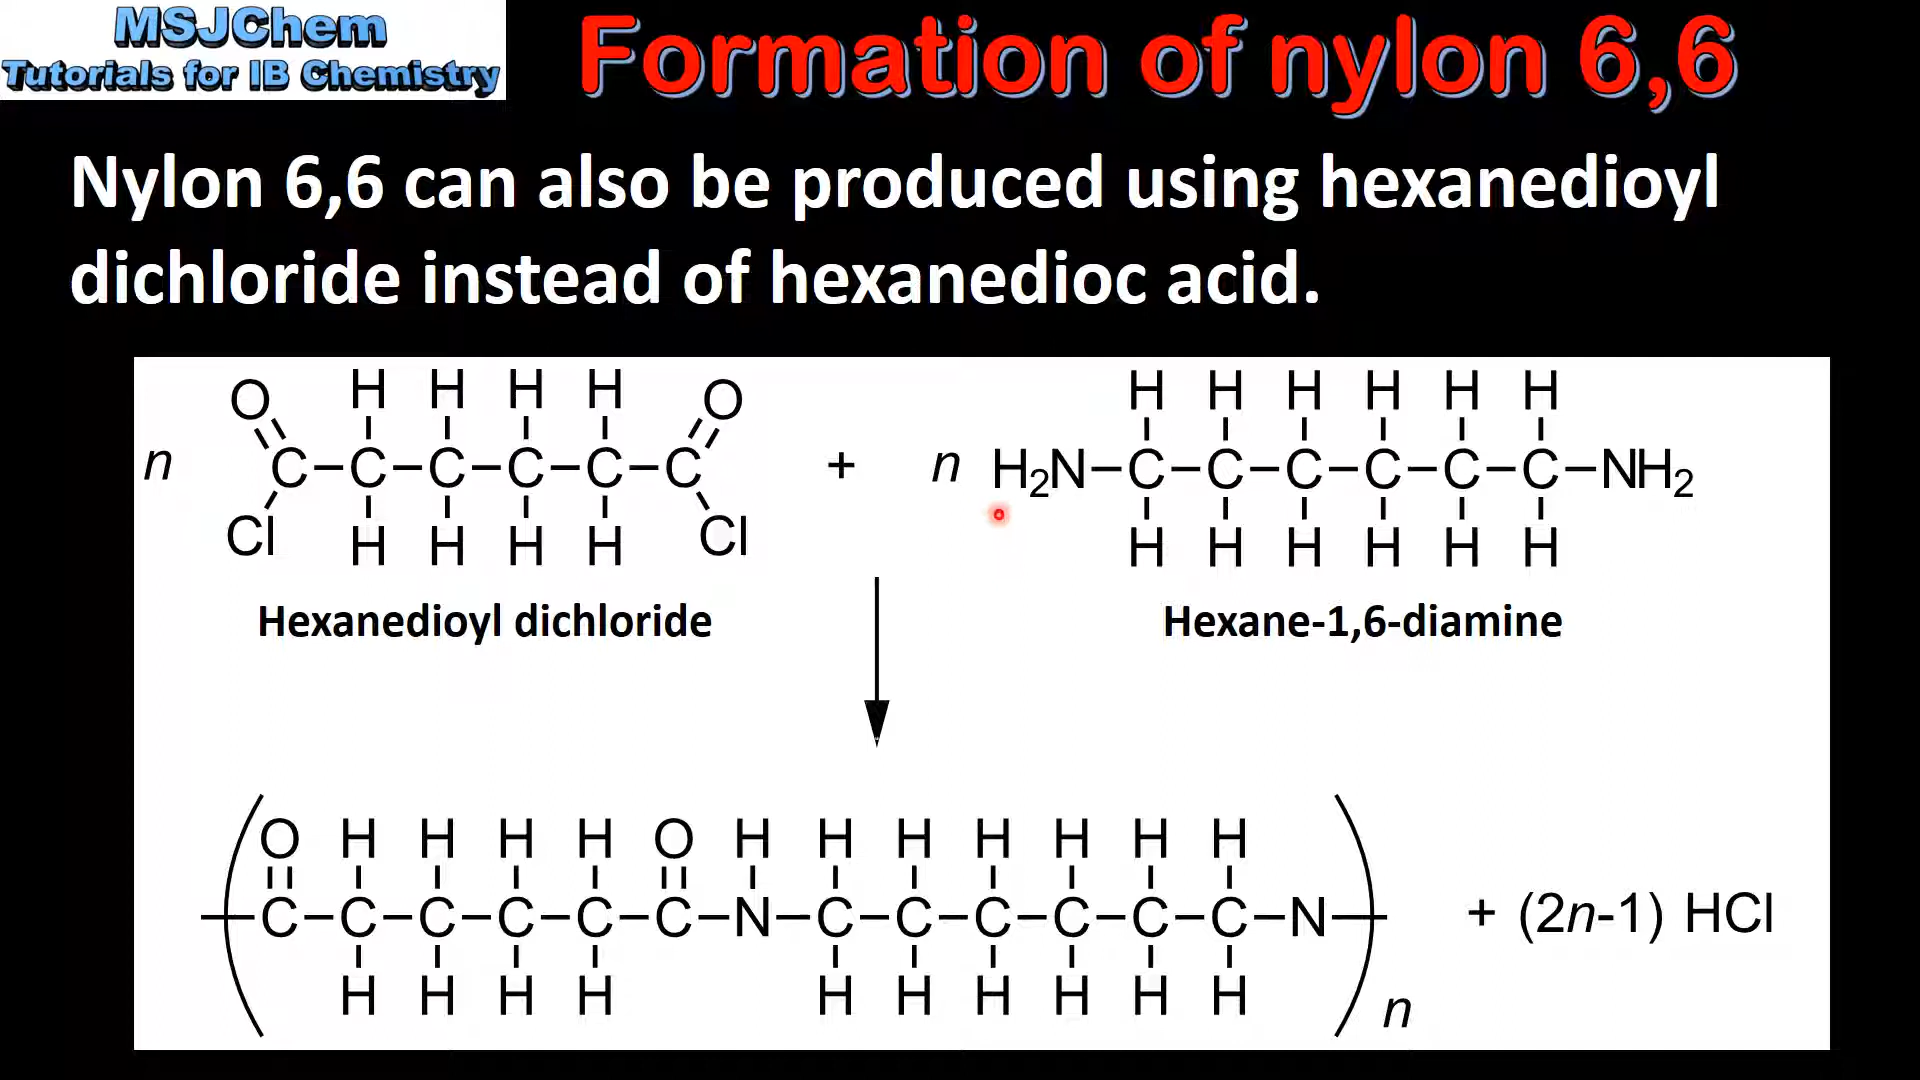 MSJChem
Tutorials for IB Chemistry
Formation of nylon 6,6
Nylon 6,6 can also be produced using hexanedioyl
dichloride instead of hexanedioc acid.
O H H H H O H H H H H H
n C-C-C-C-C-C + n H₂N-C-C-C-C-C-C-NH₂
Cl H H H H Cl H H H H H H
Hexanedioyl dichloride Hexane-1,6-diamine
O H H H H O H H H H H H H
(C-C-C-C-C-C-N-C-C-C-C-C-C-N) + (2n-1) HCl
H H H H H H H H H H n